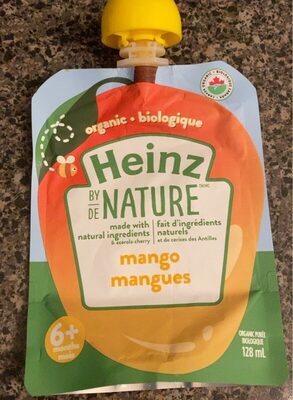 organic • biologique
Heinz
BY NATURE
DE
made with natural ingredients & acerola cherry
fait d'ingrédients naturels et de cerises des Antilles
mango
mangues
6+
months
mois
ORGANIC PURÉE
BIOLOGIQUE
128 mL